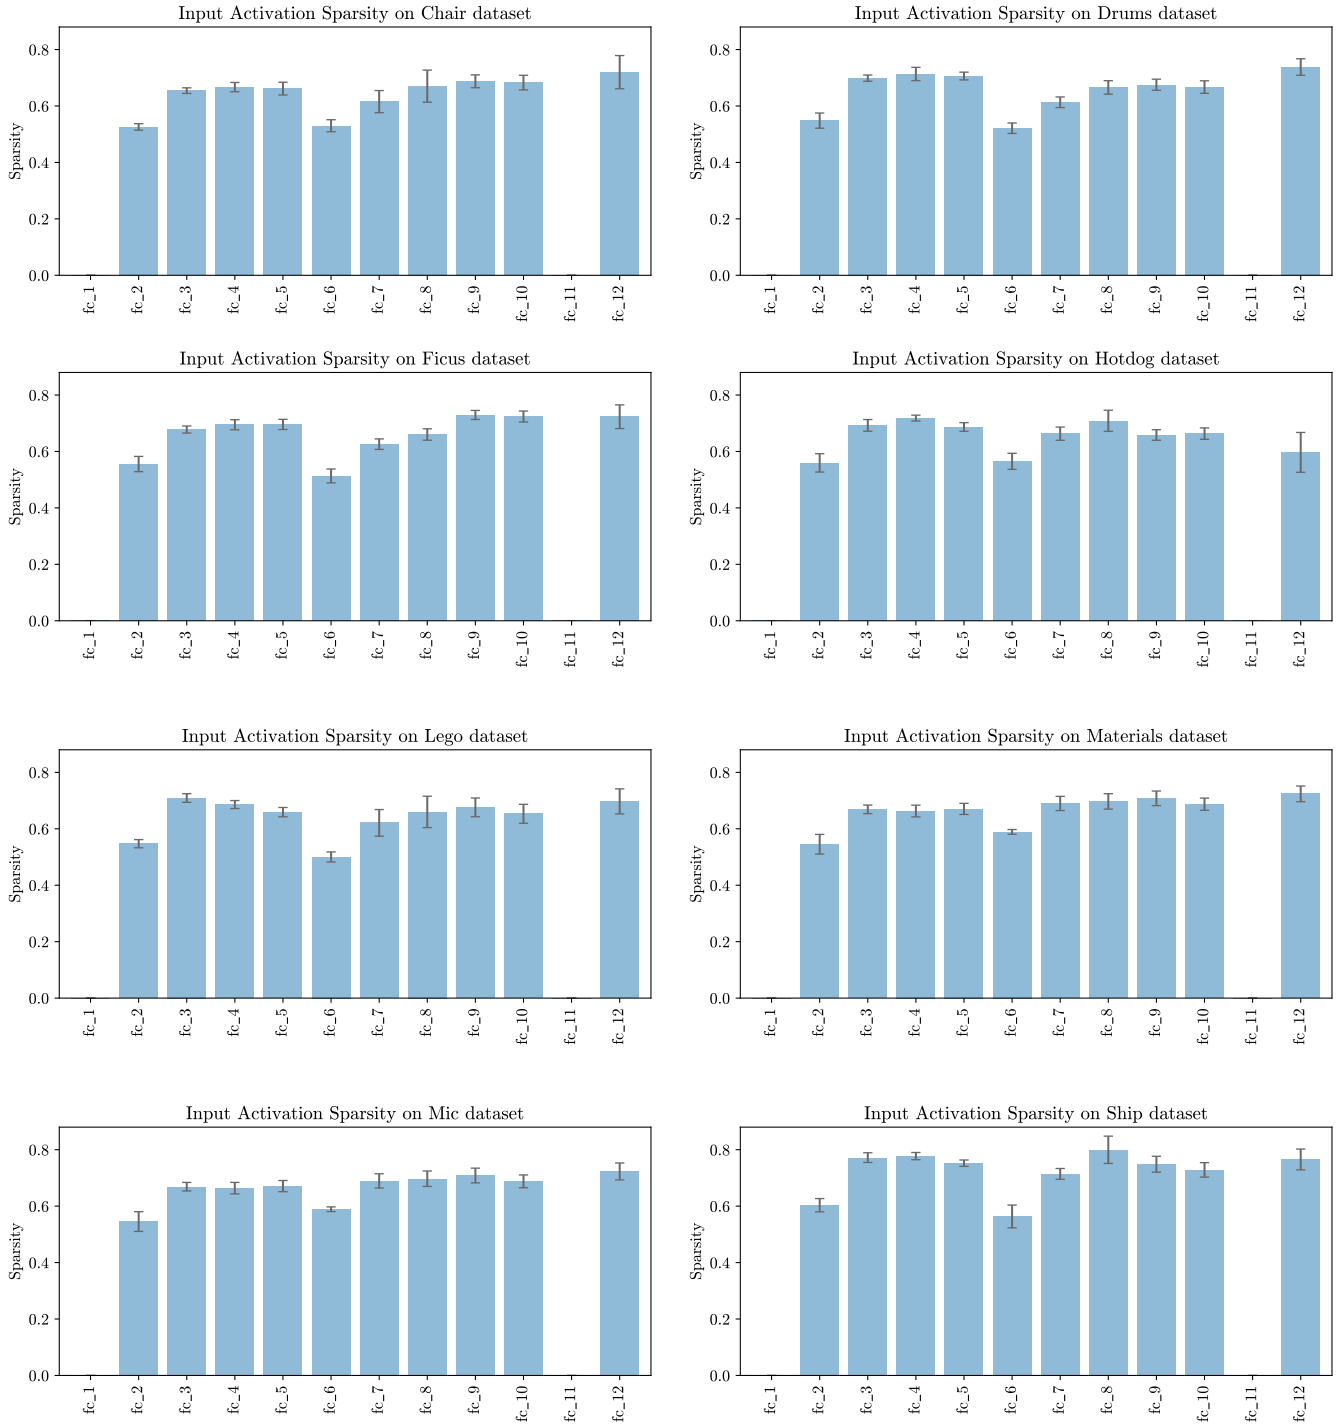 Input Activation Sparsity on Chair dataset
Sparsity
0.8
0.6
0.4
0.2
0.0
fc_1
fc_2
fc_3
fc_4
fc_5
fc_6
fc_7
fc_8
fc_9
fc_10
fc_11
fc_12
Input Activation Sparsity on Drums dataset
Sparsity
0.8
0.6
0.4
0.2
0.0
fc_1
fc_2
fc_3
fc_4
fc_5
fc_6
fc_7
fc_8
fc_9
fc_10
fc_11
fc_12
Input Activation Sparsity on Ficus dataset
Sparsity
0.8
0.6
0.4
0.2
0.0
fc_1
fc_2
fc_3
fc_4
fc_5
fc_6
fc_7
fc_8
fc_9
fc_10
fc_11
fc_12
Input Activation Sparsity on Hotdog dataset
Sparsity
0.8
0.6
0.4
0.2
0.0
fc_1
fc_2
fc_3
fc_4
fc_5
fc_6
fc_7
fc_8
fc_9
fc_10
fc_11
fc_12
Input Activation Sparsity on Lego dataset
Sparsity
0.8
0.6
0.4
0.2
0.0
fc_1
fc_2
fc_3
fc_4
fc_5
fc_6
fc_7
fc_8
fc_9
fc_10
fc_11
fc_12
Input Activation Sparsity on Materials dataset
Sparsity
0.8
0.6
0.4
0.2
0.0
fc_1
fc_2
fc_3
fc_4
fc_5
fc_6
fc_7
fc_8
fc_9
fc_10
fc_11
fc_12
Input Activation Sparsity on Mic dataset
Sparsity
0.8
0.6
0.4
0.2
0.0
fc_1
fc_2
fc_3
fc_4
fc_5
fc_6
fc_7
fc_8
fc_9
fc_10
fc_11
fc_12
Input Activation Sparsity on Ship dataset
Sparsity
0.8
0.6
0.4
0.2
0.0
fc_1
fc_2
fc_3
fc_4
fc_5
fc_6
fc_7
fc_8
fc_9
fc_10
fc_11
fc_12